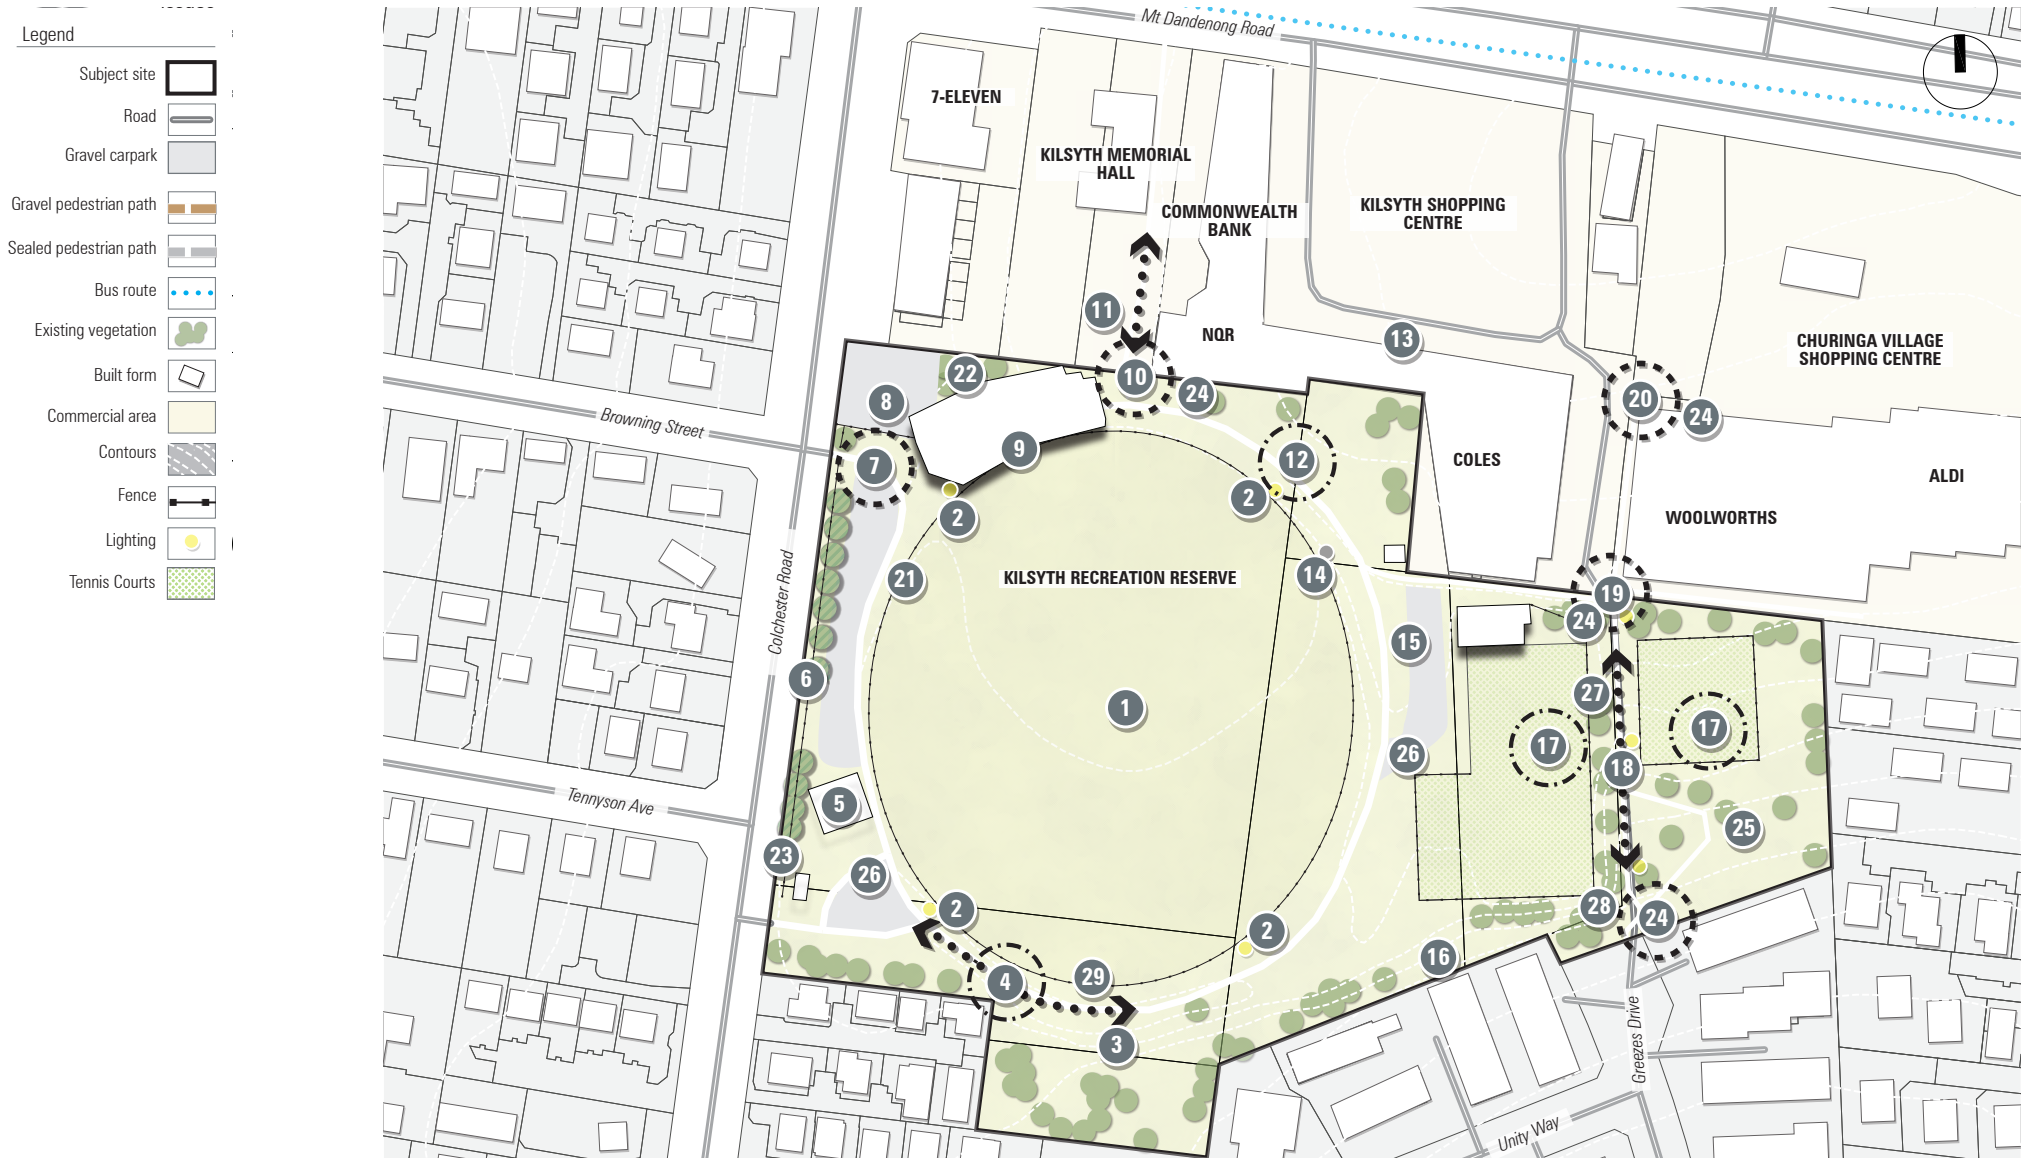 Legend
Subject site
Road
Gravel carpark
Gravel pedestrian path
Sealed pedestrian path
Bus route
Existing vegetation
Built form
Commercial area
Contours
Fence
Lighting
Tennis Courts
Mt Dandenong Road
7-ELEVEN
KILSYTH MEMORIAL
HALL
COMMONWEALTH
BANK
KILSYTH SHOPPING
CENTRE
11
NQR
13
CHURINGA VILLAGE
SHOPPING CENTRE
22
10
24
8
20
24
Browning Street
9
7
12
COLES
ALDI
2
2
WOOLWORTHS
21
KILSYTH RECREATION RESERVE
14
19
24
Colchester Road
15
6
27
1
17
17
26
18
Tennyson Ave
5
25
23
26
2
28
24
2
16
4
29
3
Greezes Drive
Unity Way